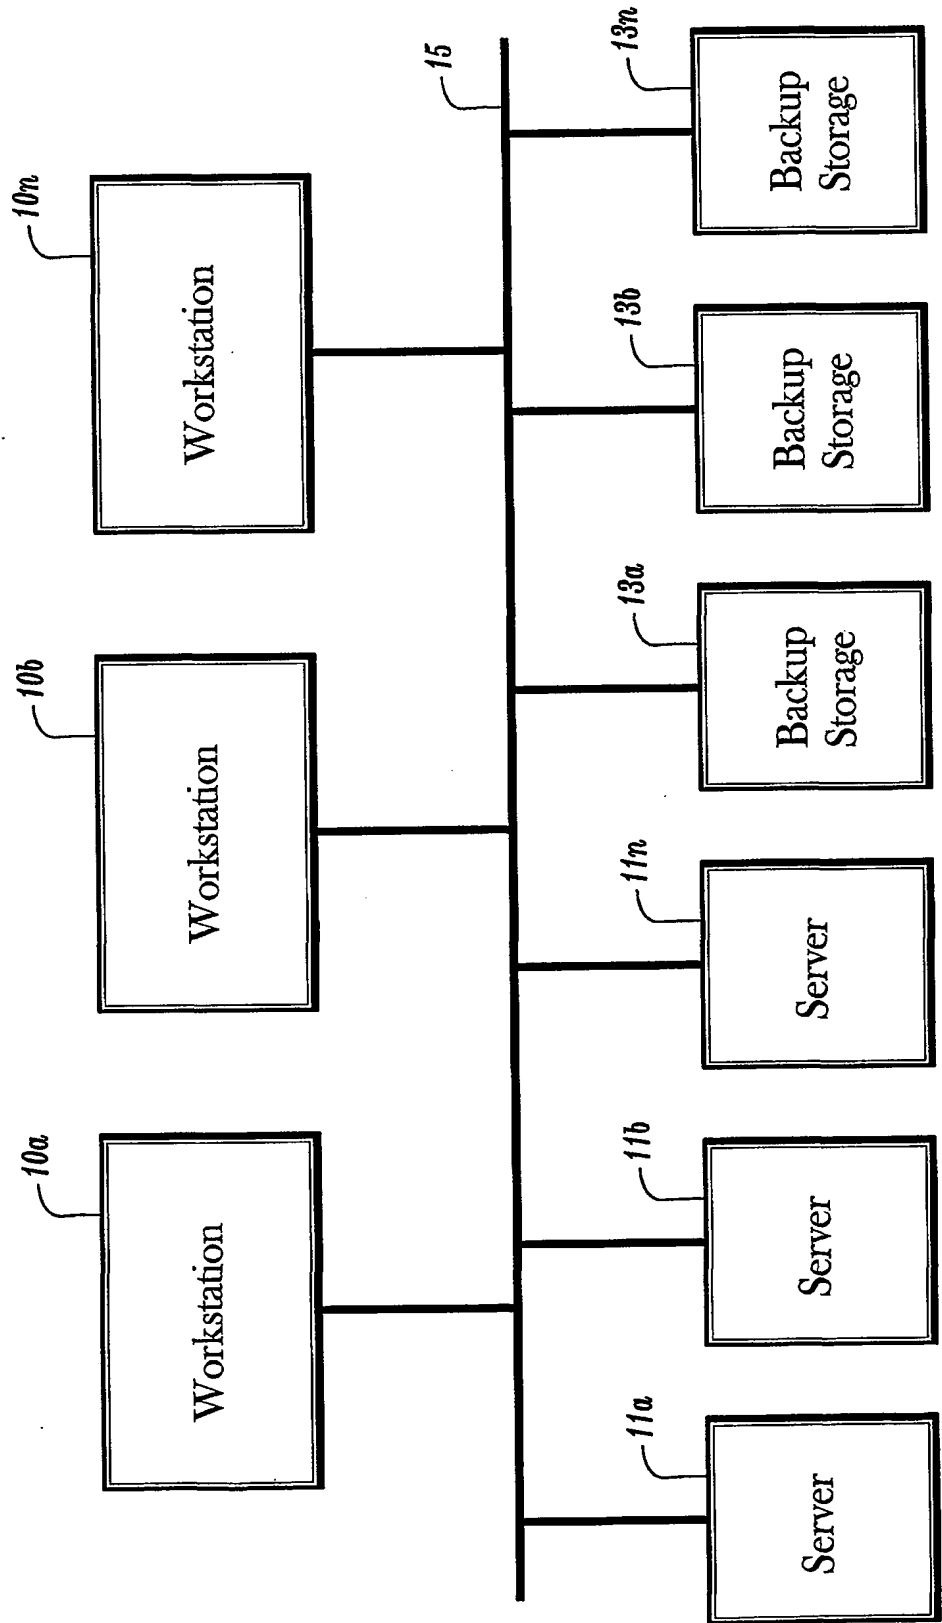 10a
Workstation
10b
Workstation
10n
Workstation
15
11a
Server
11b
Server
11n
Server
13a
Backup
Storage
13b
Backup
Storage
13n
Backup
Storage